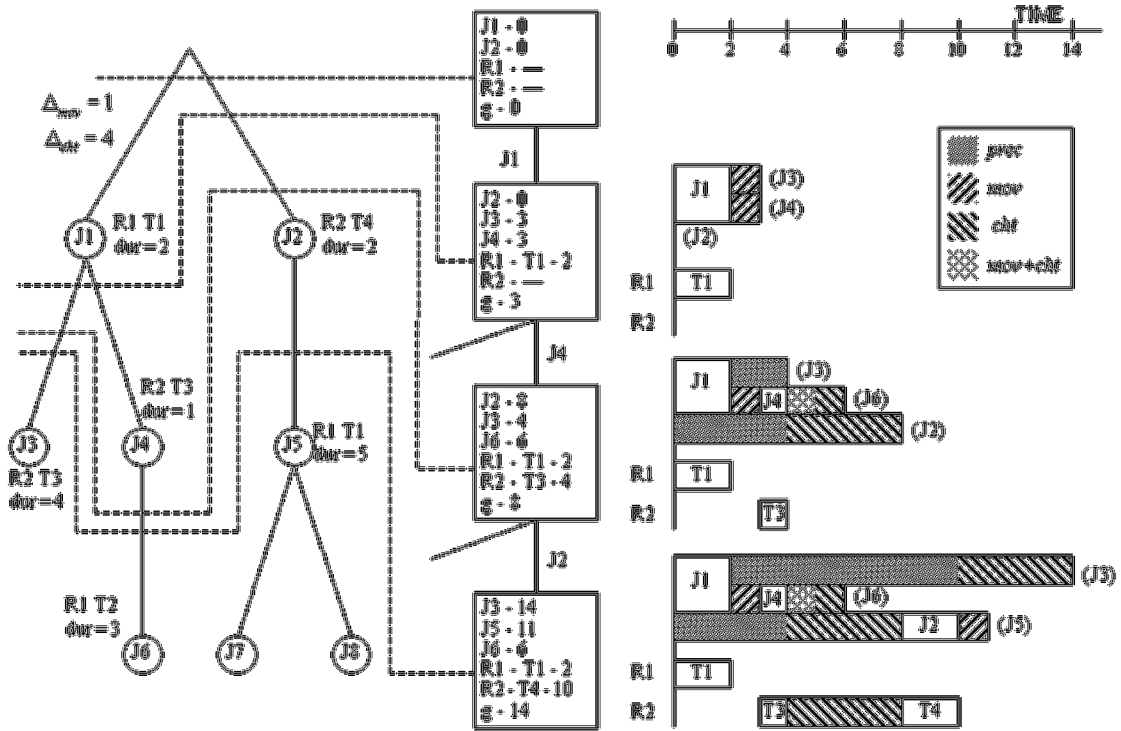 Δmov = 1
Δcht = 4
J1
R1 T1
dur=2
J2
R2 T4
dur=2
J3
R2 T3
dur=4
J4
R2 T3
dur=1
J5
R1 T1
dur=5
J6
R1 T2
dur=3
J7
J8
J1 - 0
J2 - 0
R1 - —
R2 - —
g - 0
J1
J2 - 0
J3 - 3
J4 - 3
R1 - T1 - 2
R2 - —
g - 3
J4
J2 - 8
J3 - 4
J6 - 6
R1 - T1 - 2
R2 - T3 - 4
g - 8
J2
J3 - 14
J5 - 11
J6 - 6
R1 - T1 - 2
R2 - T4 - 10
g - 14
TIME
0 2 4 6 8 10 12 14
prec
mov
cht
mov+cht
J1 (J3)
(J4)
(J2)
R1 T1
R2
J1 (J3)
J4 (J6)
(J2)
R1 T1
R2 T3
J1 (J3)
J4 (J6)
J2 (J5)
R1 T1
R2 T3 T4